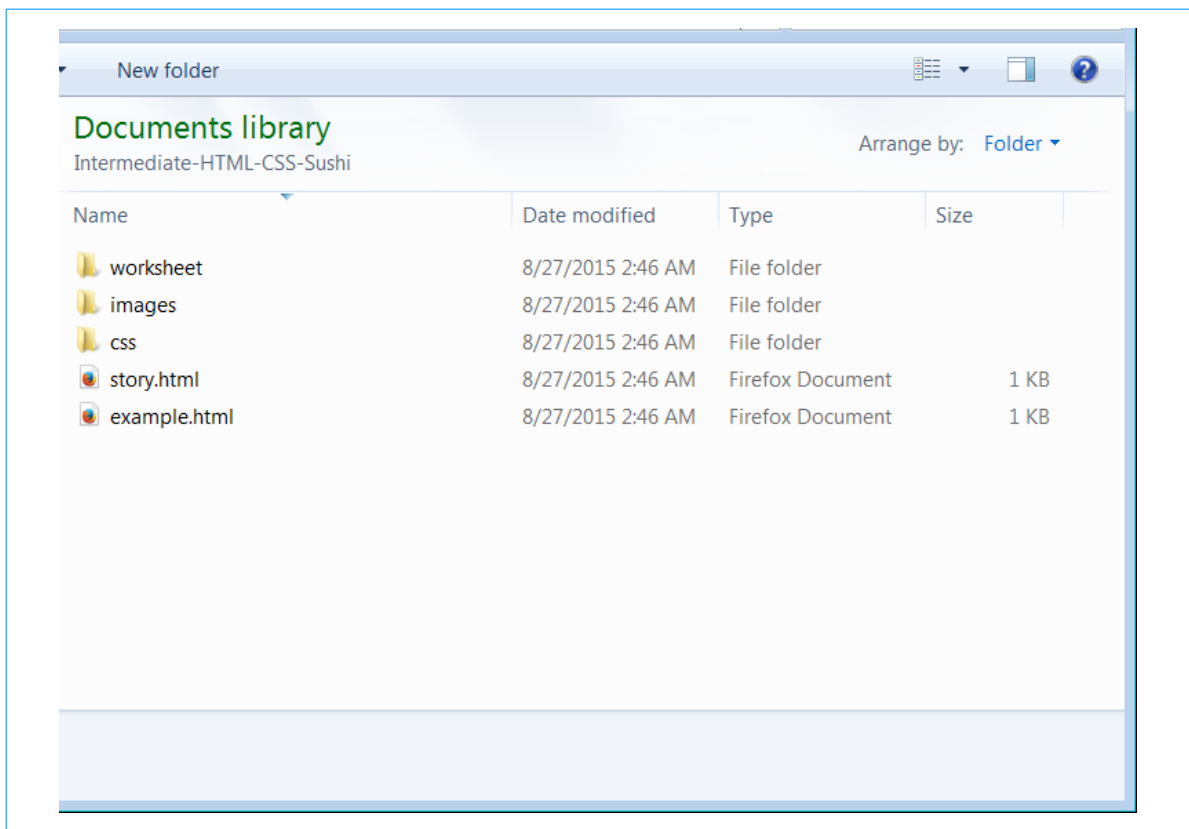 New folder
Documents library
Arrange by: Folder
Intermediate-HTML-CSS-Sushi
Name Date modified Type Size
worksheet 8/27/2015 2:46 AM File folder
images 8/27/2015 2:46 AM File folder
css 8/27/2015 2:46 AM File folder
story.html 8/27/2015 2:46 AM Firefox Document 1 KB
example.html 8/27/2015 2:46 AM Firefox Document 1 KB